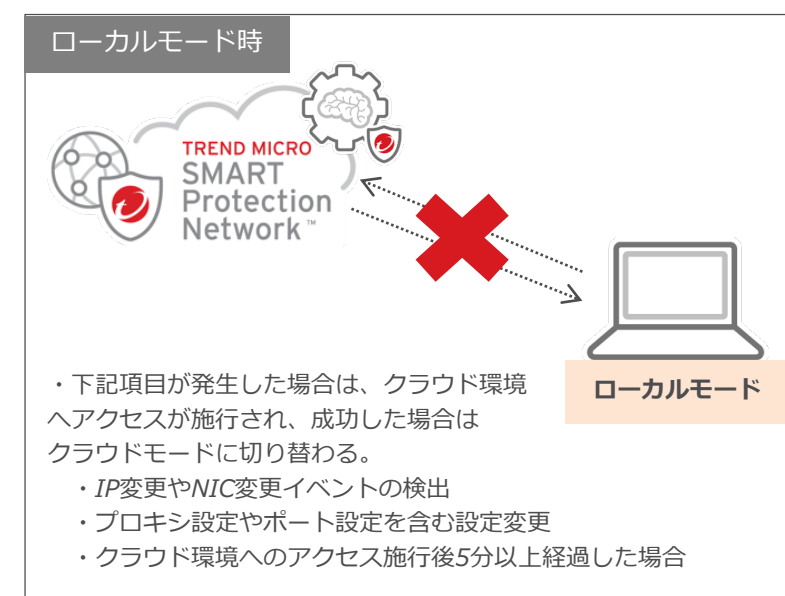 ローカルモード時
TREND MICRO
SMART
Protection
Network™
ローカルモード
・下記項目が発生した場合は、クラウド環境
へアクセスが施行され、成功した場合は
クラウドモードに切り替わる。
・IP変更やNIC変更イベントの検出
・プロキシ設定やポート設定を含む設定変更
・クラウド環境へのアクセス施行後5分以上経過した場合